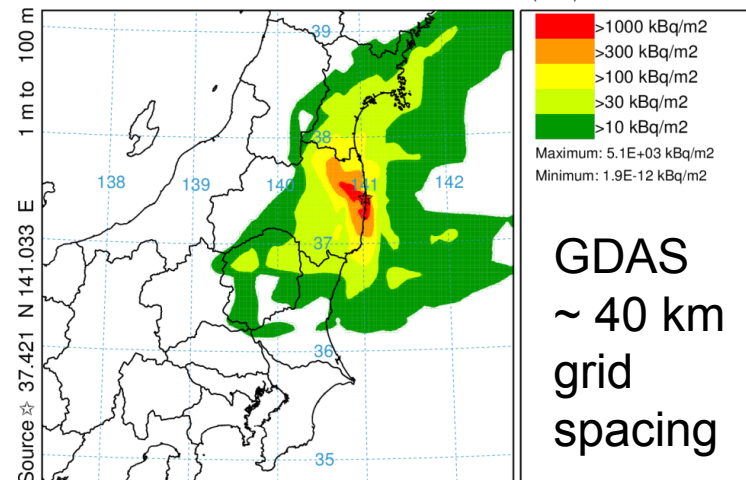 Source ☆ 37.421 N 141.033 E 1 m to 100 m
39
38
138
139
140
141
142
37
36
35
>1000 kBq/m2
>300 kBq/m2
>100 kBq/m2
>30 kBq/m2
>10 kBq/m2
Maximum: 5.1E+03 kBq/m2
Minimum: 1.9E-12 kBq/m2
GDAS
~ 40 km
grid
spacing